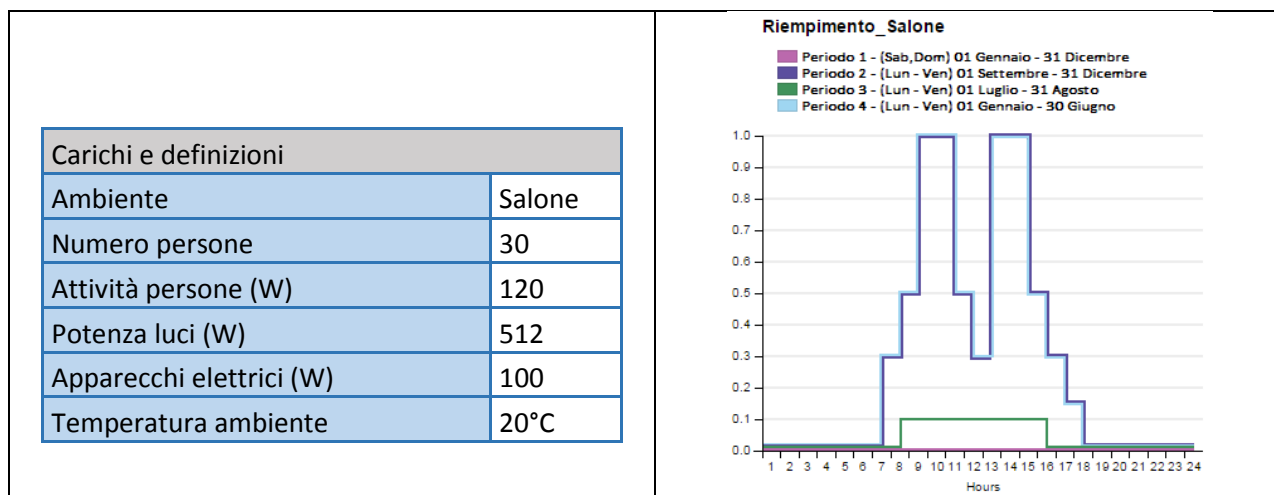 Carichi e definizioni
Ambiente Salone
Numero persone 30
Attività persone (W) 120
Potenza luci (W) 512
Apparecchi elettrici (W) 100
Temperatura ambiente 20°C
Riempimento_Salone
Periodo 1 - (Sab,Dom) 01 Gennaio - 31 Dicembre
Periodo 2 - (Lun - Ven) 01 Settembre - 31 Dicembre
Periodo 3 - (Lun - Ven) 01 Luglio - 31 Agosto
Periodo 4 - (Lun - Ven) 01 Gennaio - 30 Giugno
1.0
0.9
0.8
0.7
0.6
0.5
0.4
0.3
0.2
0.1
0.0
1 2 3 4 5 6 7 8 9 10 11 12 13 14 15 16 17 18 19 20 21 22 23 24
Hours